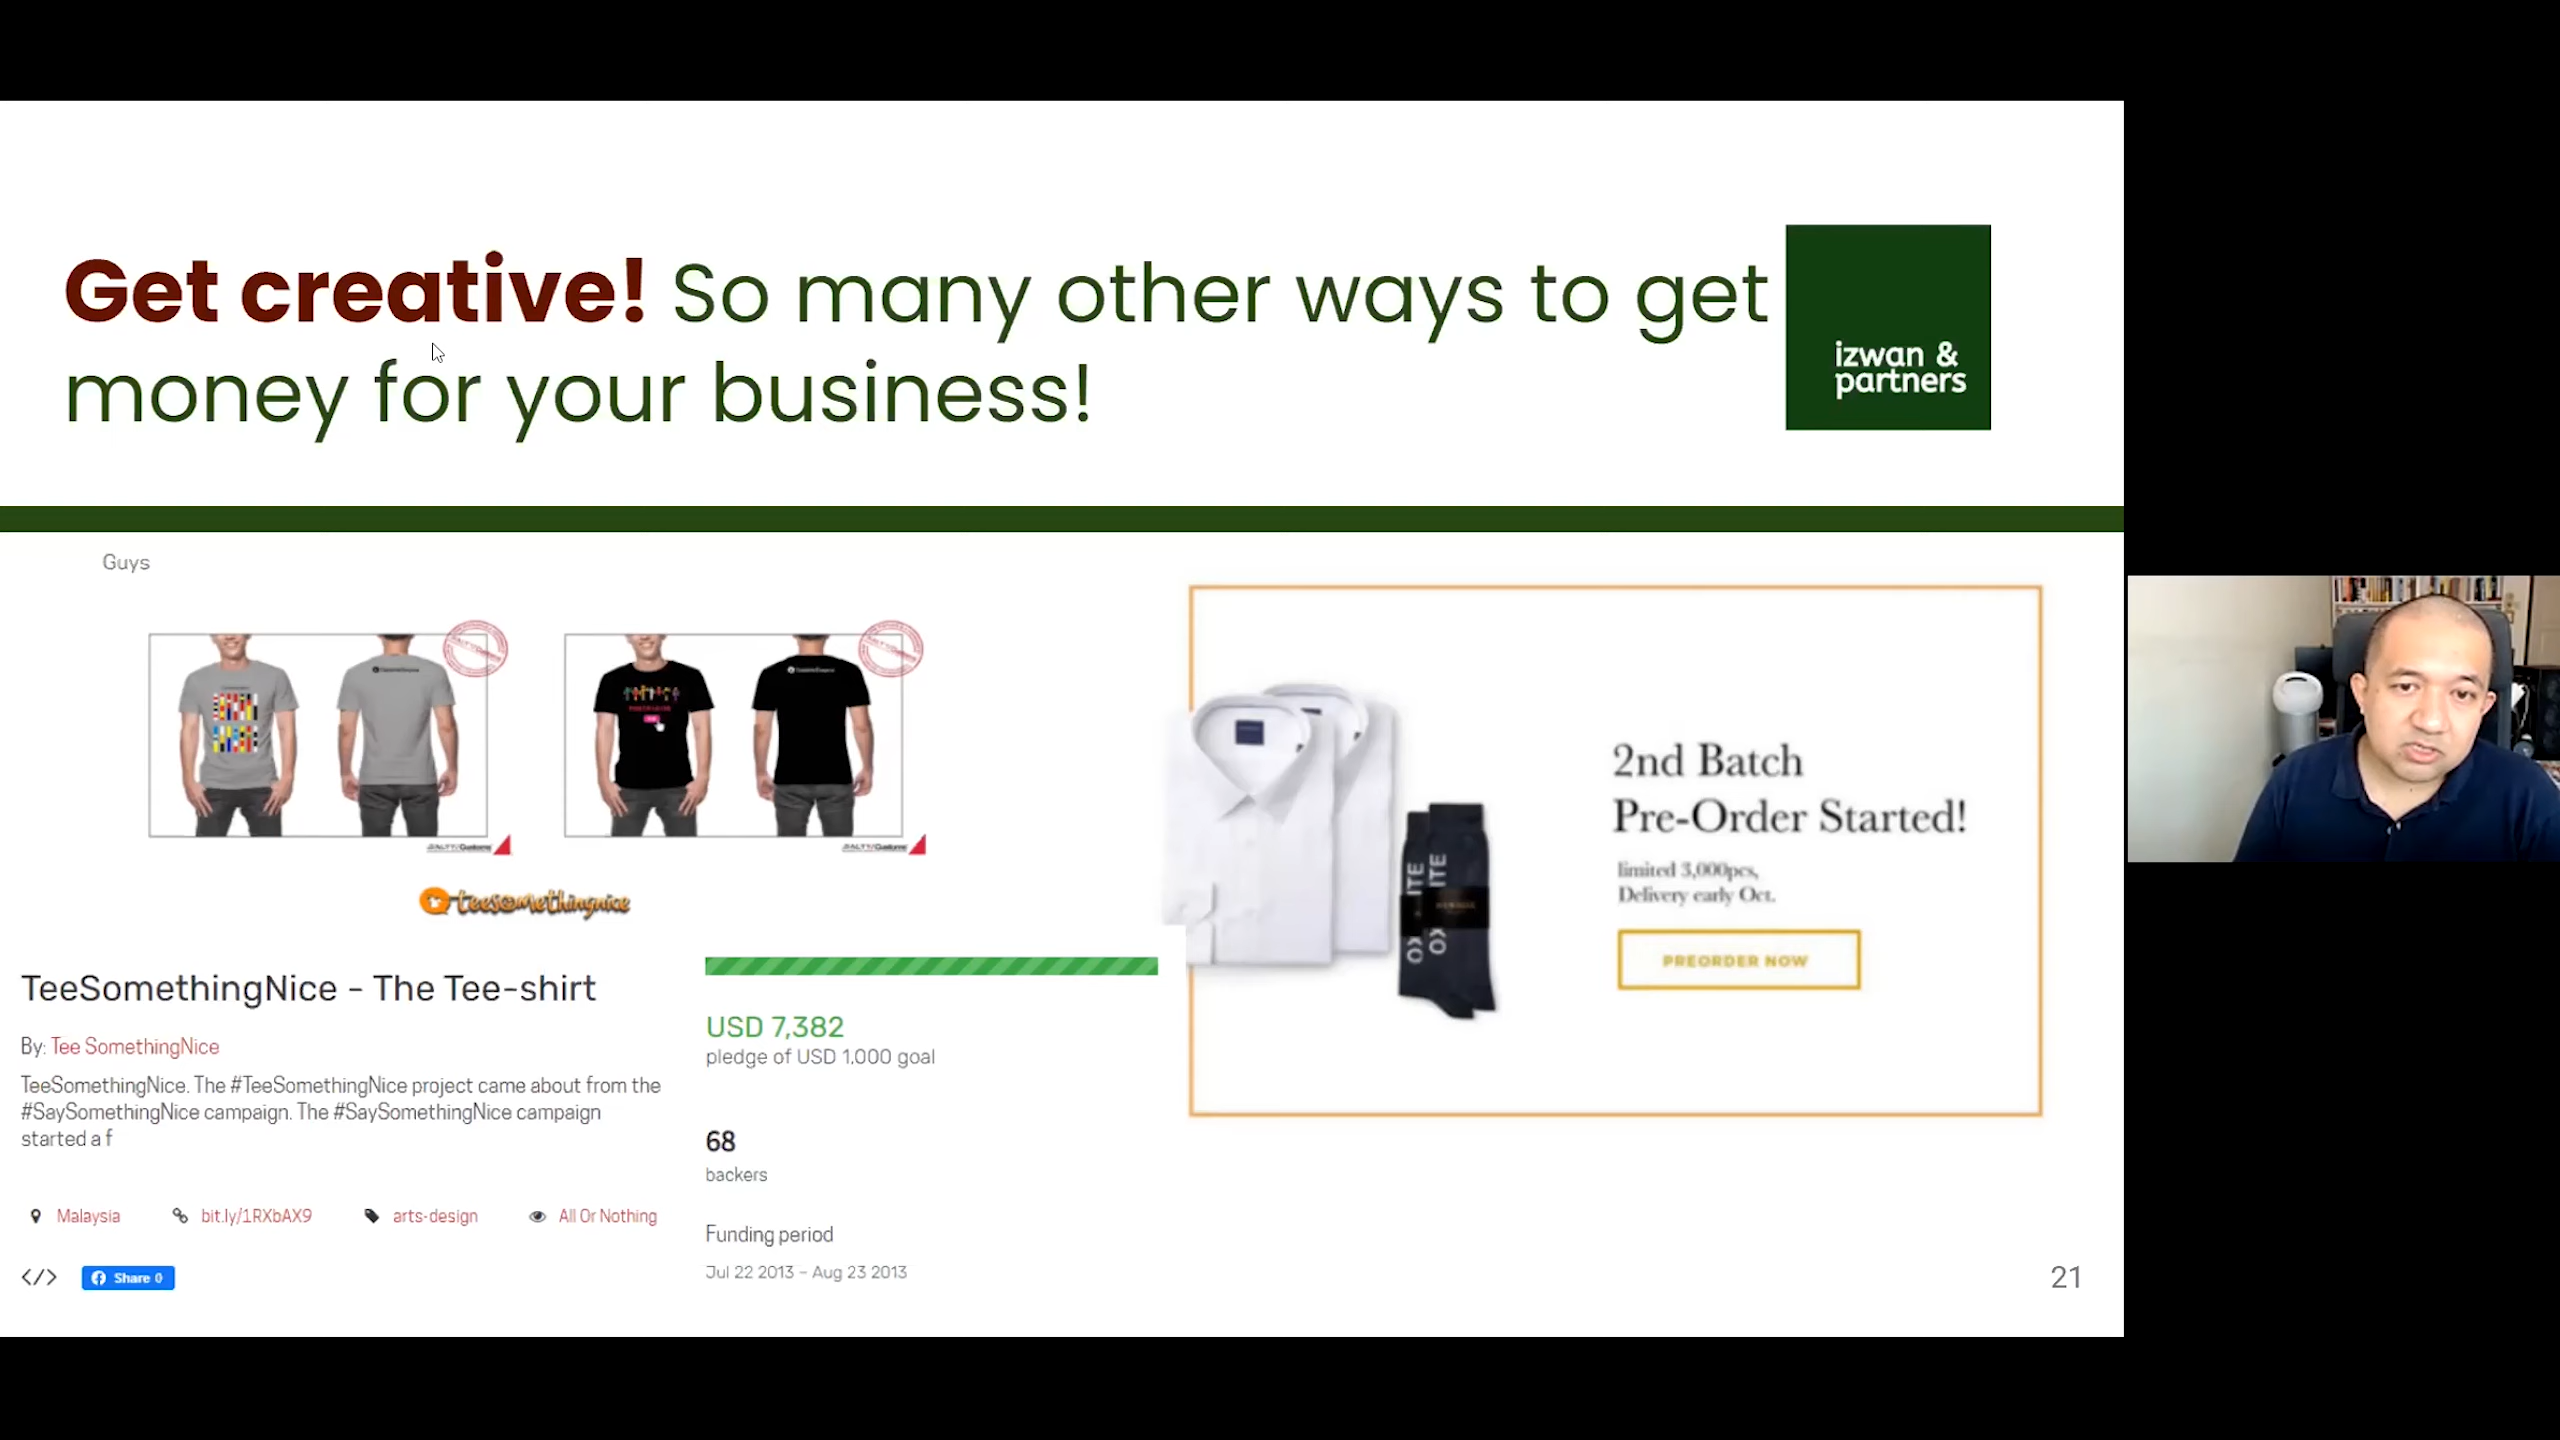 Get creative! So many other ways to get
money for your business!
izwan &
partners
Guys
teesomethingnice
TeeSomethingNice - The Tee-shirt
By: Tee SomethingNice
TeeSomethingNice. The #TeeSomethingNice project came about from the
#SaySomethingNice campaign. The #SaySomethingNice campaign
started a f
Malaysia bit.ly/1RXbAX9 arts-design All Or Nothing
</> Share 0
USD 7,382
pledge of USD 1,000 goal
68
backers
Funding period
Jul 22 2013 – Aug 23 2013
2nd Batch
Pre-Order Started!
limited 3,000pcs,
Delivery early Oct.
PREORDER NOW
21